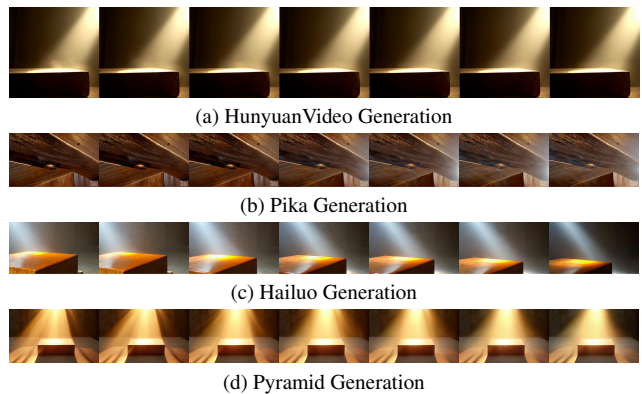 (a) HunyuanVideo Generation
(b) Pika Generation
(c) Hailuo Generation
(d) Pyramid Generation